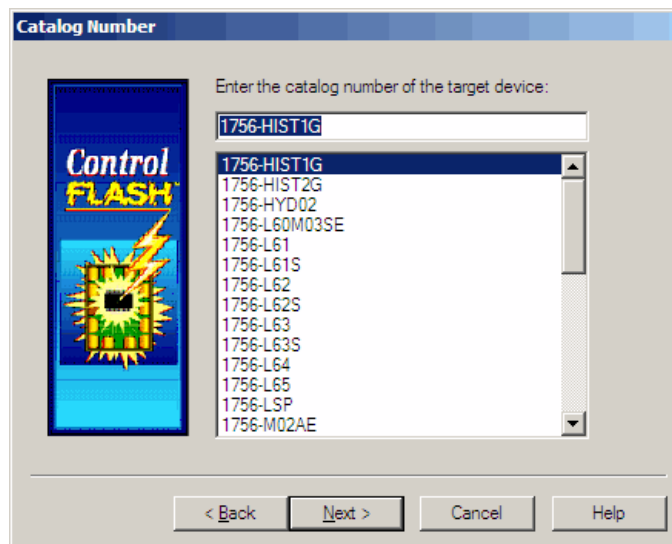 Catalog Number
Control
FLASH
Enter the catalog number of the target device:
1756-HIST1G
1756-HIST1G
1756-HIST2G
1756-HYD02
1756-L60M03SE
1756-L61
1756-L61S
1756-L62
1756-L62S
1756-L63
1756-L63S
1756-L64
1756-L65
1756-LSP
1756-M02AE
< Back
Next >
Cancel
Help